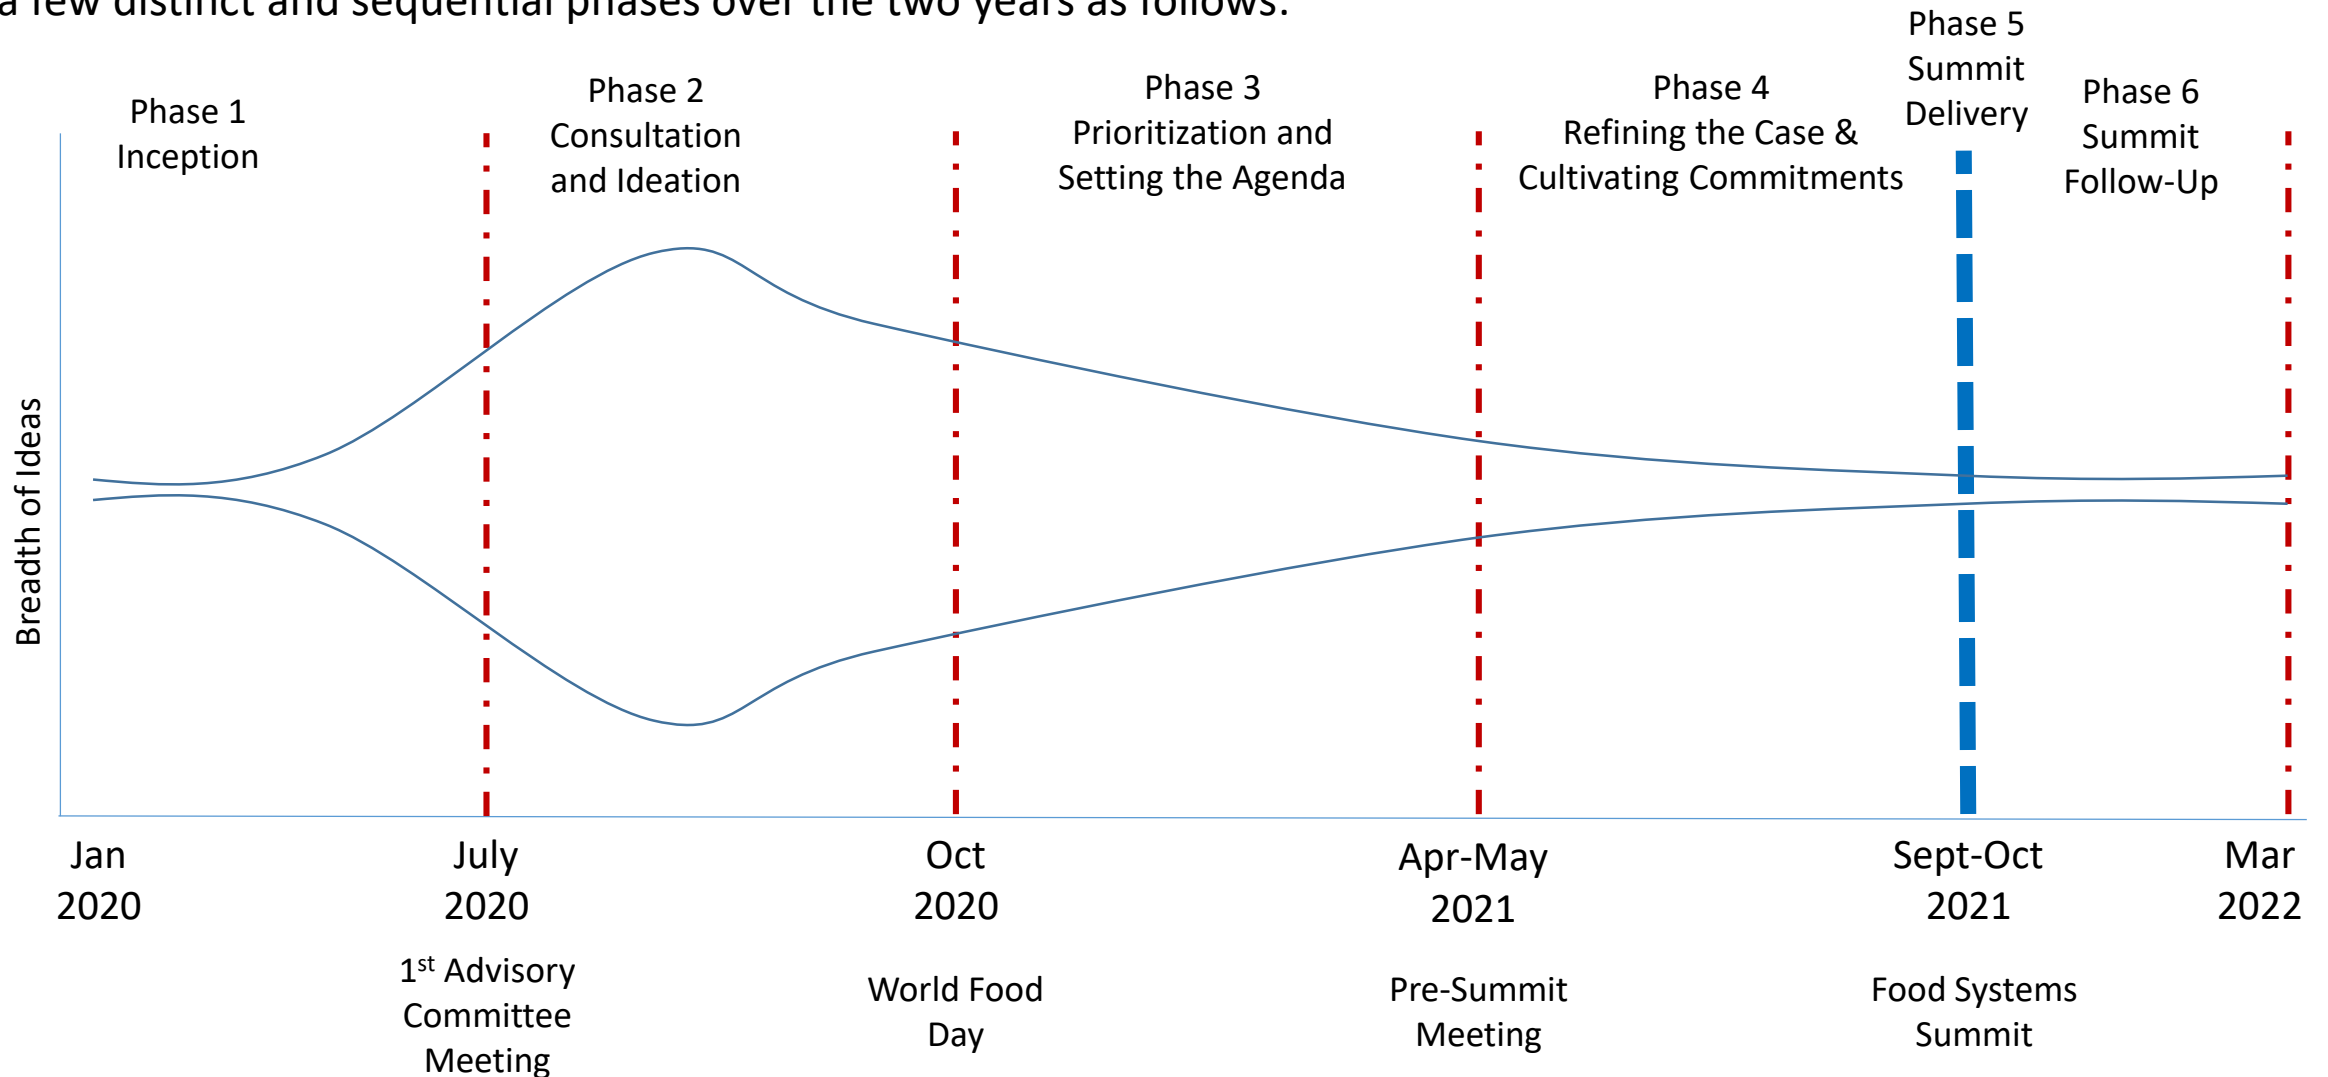 a few distinct and sequential phases over the two years as follows:
Phase 1
Inception
Phase 2
Consultation
and Ideation
Phase 3
Prioritization and
Setting the Agenda
Phase 4
Refining the Case &
Cultivating Commitments
Phase 5
Summit
Delivery
Phase 6
Summit
Follow-Up
Breadth of Ideas
Jan
2020
July
2020
Oct
2020
Apr-May
2021
Sept-Oct
2021
Mar
2022
1st Advisory
Committee
Meeting
World Food
Day
Pre-Summit
Meeting
Food Systems
Summit